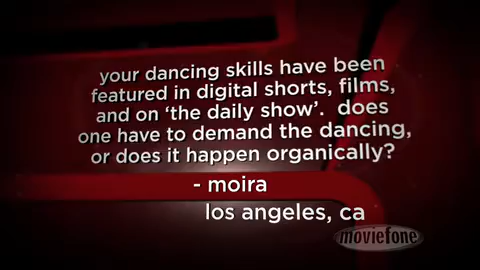 your dancing skills have been
featured in digital shorts, films,
and on ‘the daily show’. does
one have to demand the dancing,
or does it happen organically?
- moira
los angeles, ca
moviefone